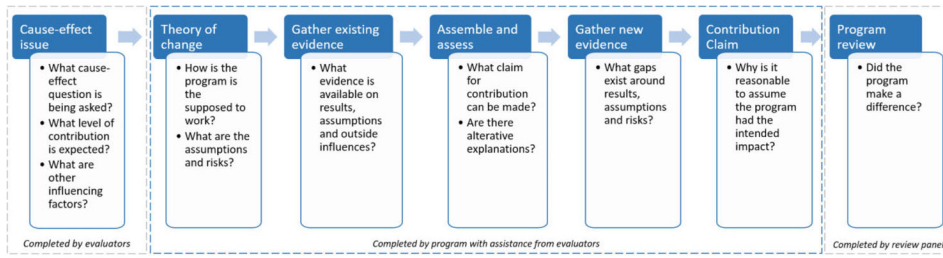 Cause-effect
issue
• What cause-
effect
question is
being asked?
• What level of
contribution is
expected?
• What are
other
influencing
factors?
Completed by evaluators
Theory of
change
• How is the
program is
the
supposed to
work?
• What are the
assumptions
and risks?
Gather existing
evidence
• What
evidence is
available on
results,
assumptions
and outside
influences?
Assemble and
assess
• What claim
for
contribution
can be made?
• Are there
alterative
explanations?
Gather new
evidence
• What gaps
exist around
results,
assumptions
and risks?
Contribution
Claim
• Why is it
reasonable
to assume
the program
had the
intended
impact?
Completed by program with assistance from evaluators
Program
review
• Did the
program
make a
difference?
Completed by review panel